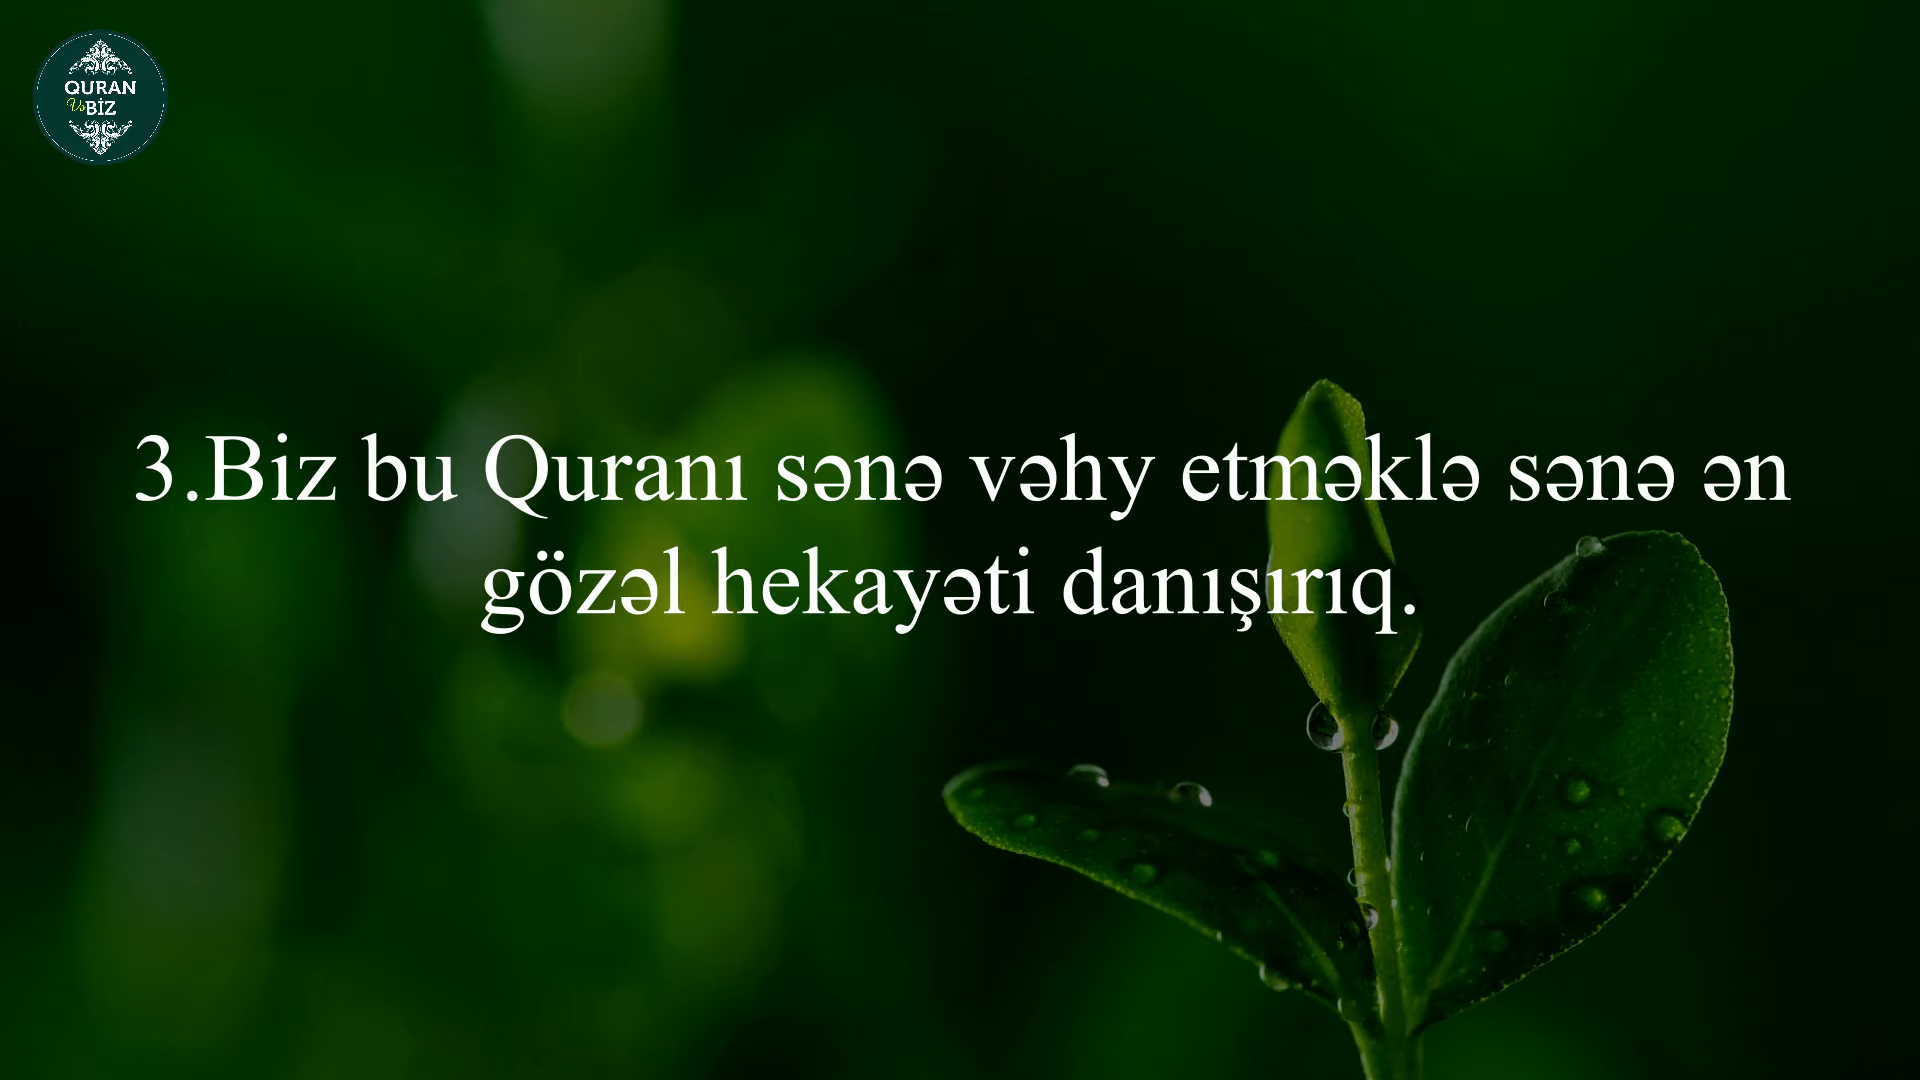 QURAN
Və BİZ
3.Biz bu Quranı sənə vəhy etməklə sənə ən
gözəl hekayəti danışırıq.